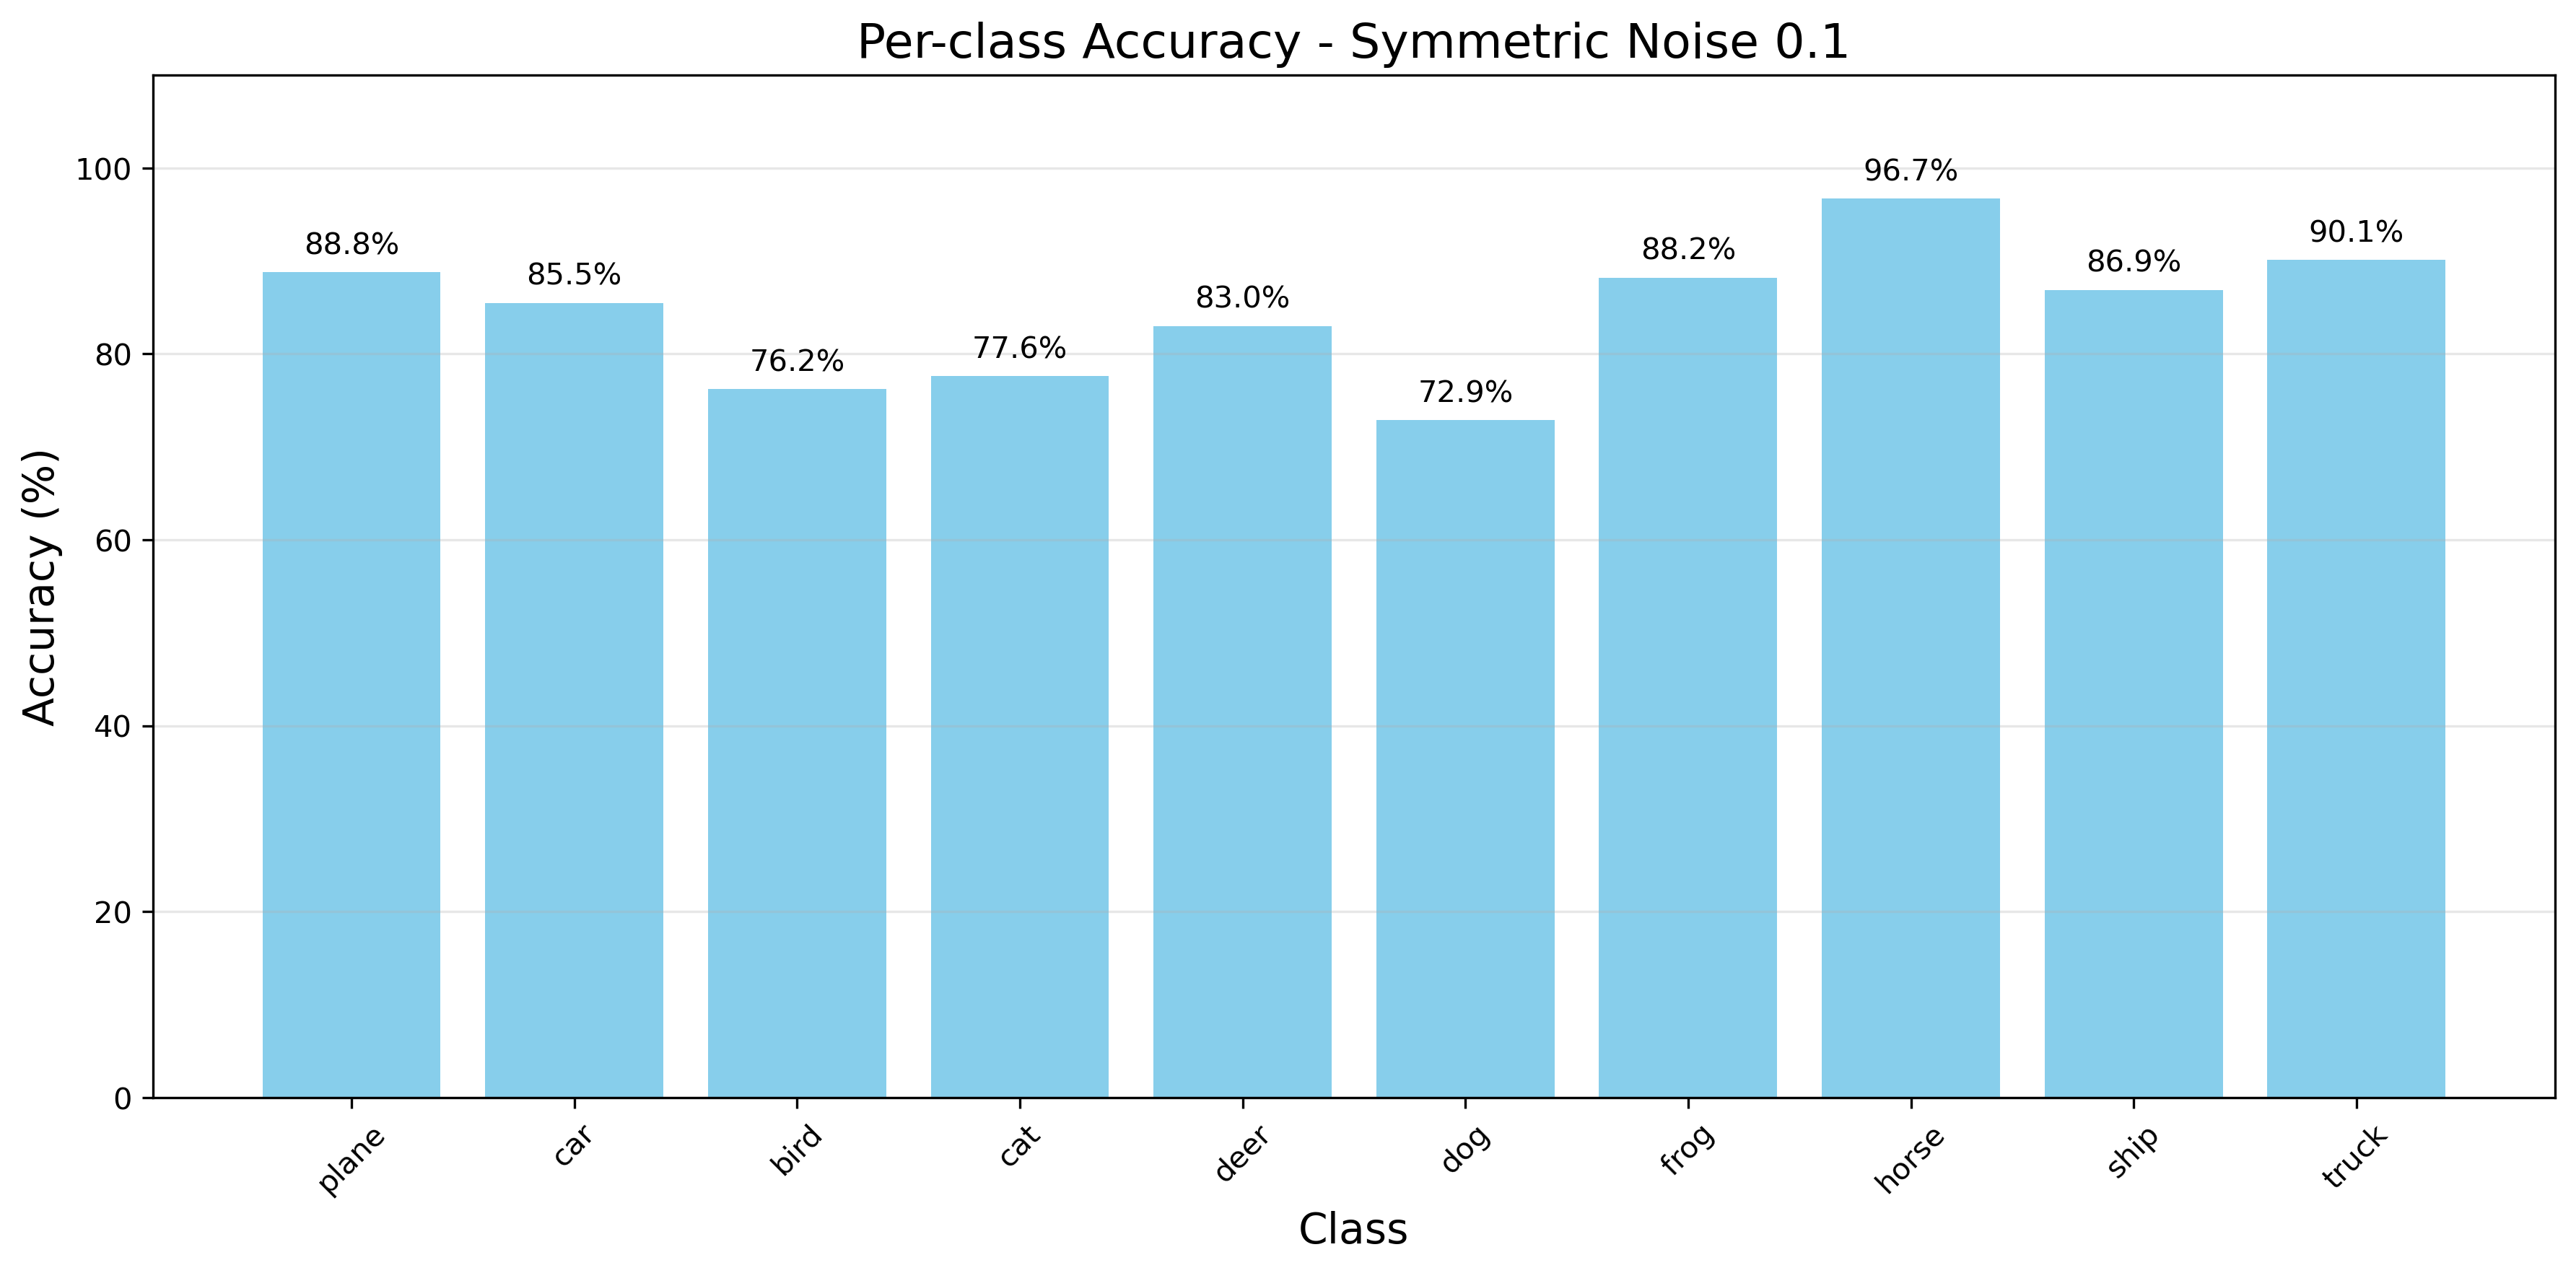 Per-class Accuracy - Symmetric Noise 0.1
Accuracy (%)
100
80
60
40
20
0
88.8%
85.5%
76.2%
77.6%
83.0%
72.9%
88.2%
96.7%
86.9%
90.1%
plane
car
bird
cat
deer
dog
frog
horse
ship
truck
Class